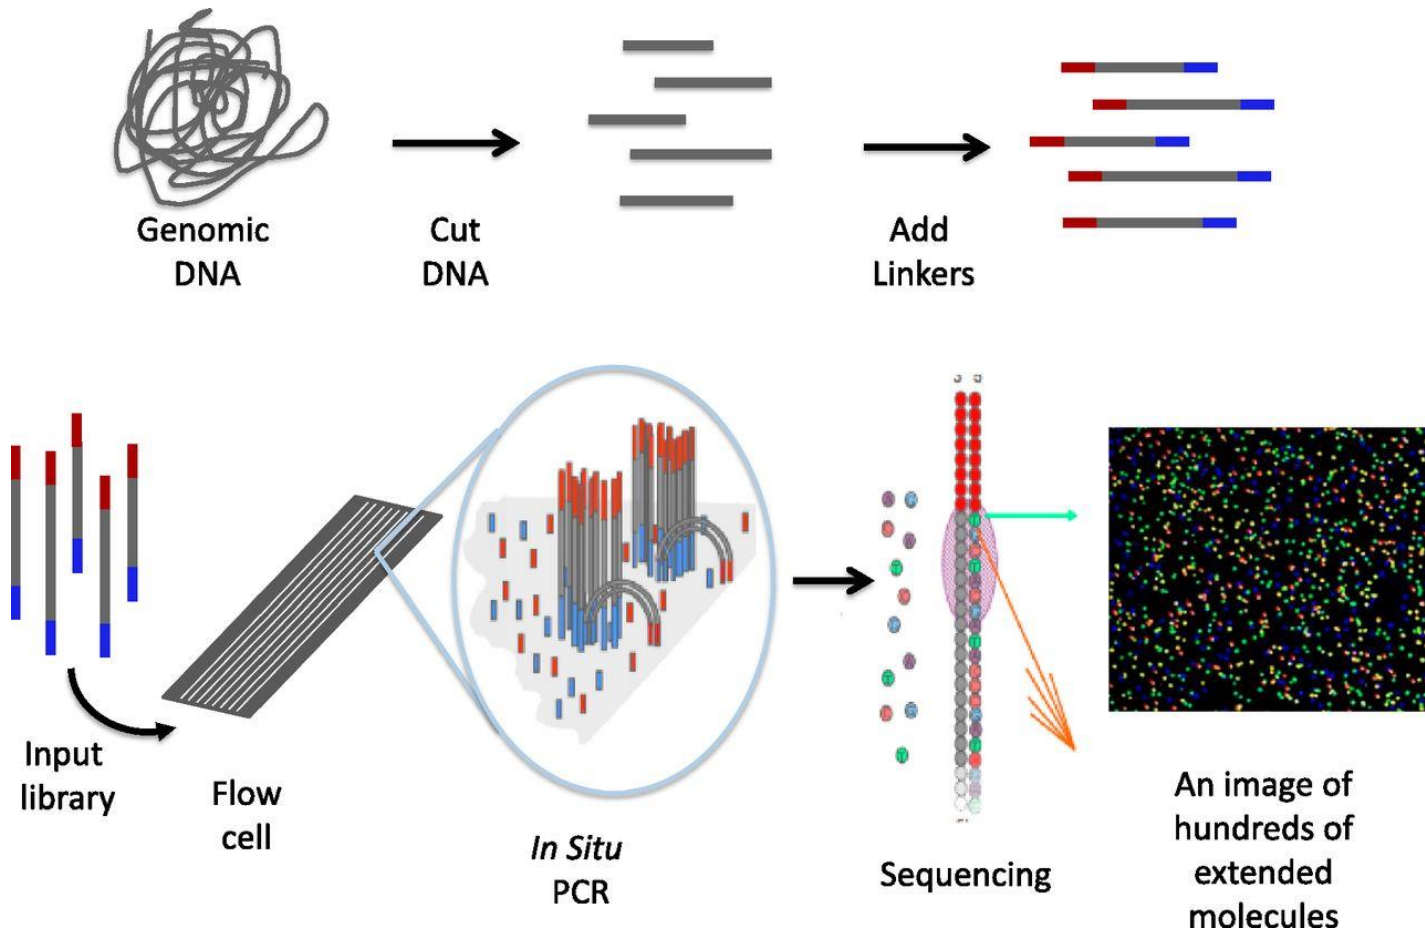 Genomic
DNA
Cut
DNA
Add
Linkers
Input
library
Flow
cell
In Situ
PCR
Sequencing
An image of
hundreds of
extended
molecules